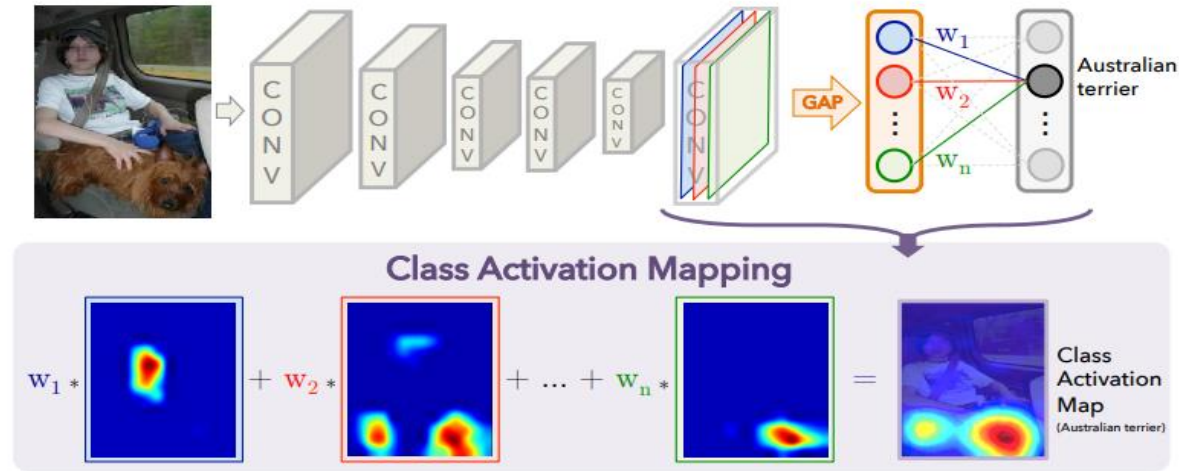 CONV
CONV
CONV
CONV
CONV
CONV
GAP
w1
w2
⋮
wn
⋮
Australian
terrier
Class Activation Mapping
w1 * + w2 * + ... + wn * =
Class
Activation
Map
(Australian terrier)